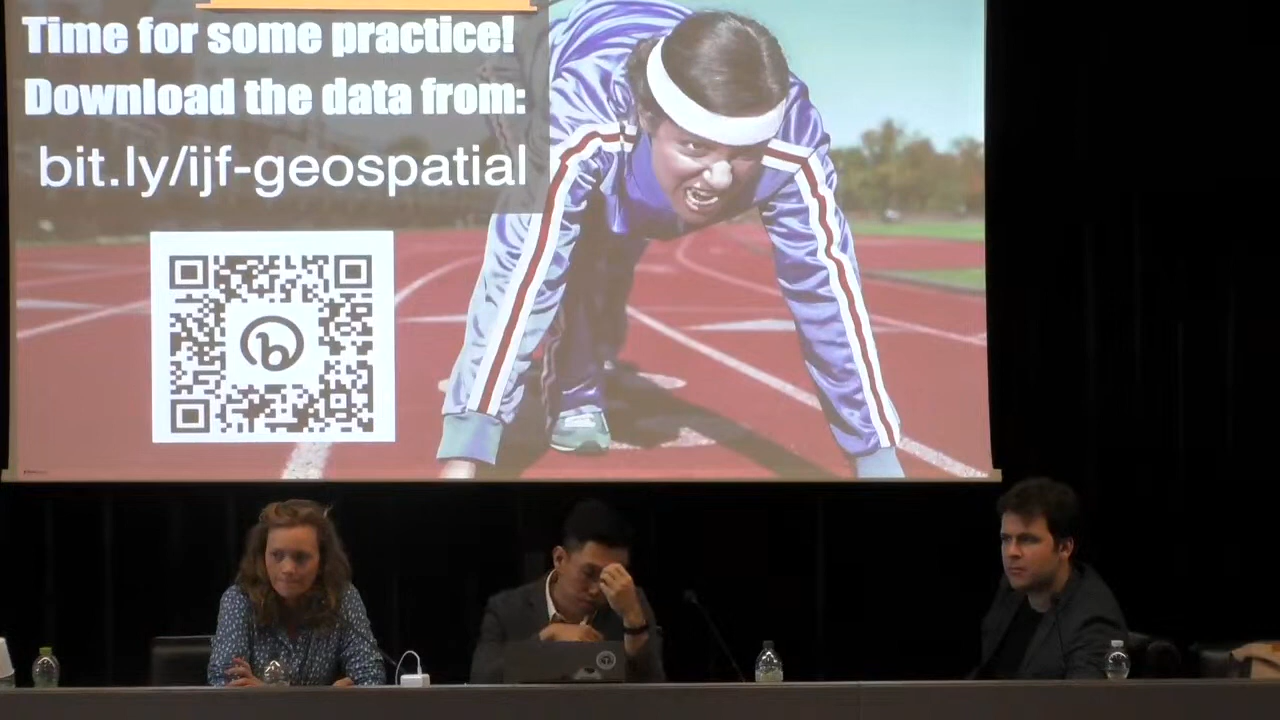 Time for some practice!
Download the data from:
bit.ly/ijf-geospatial